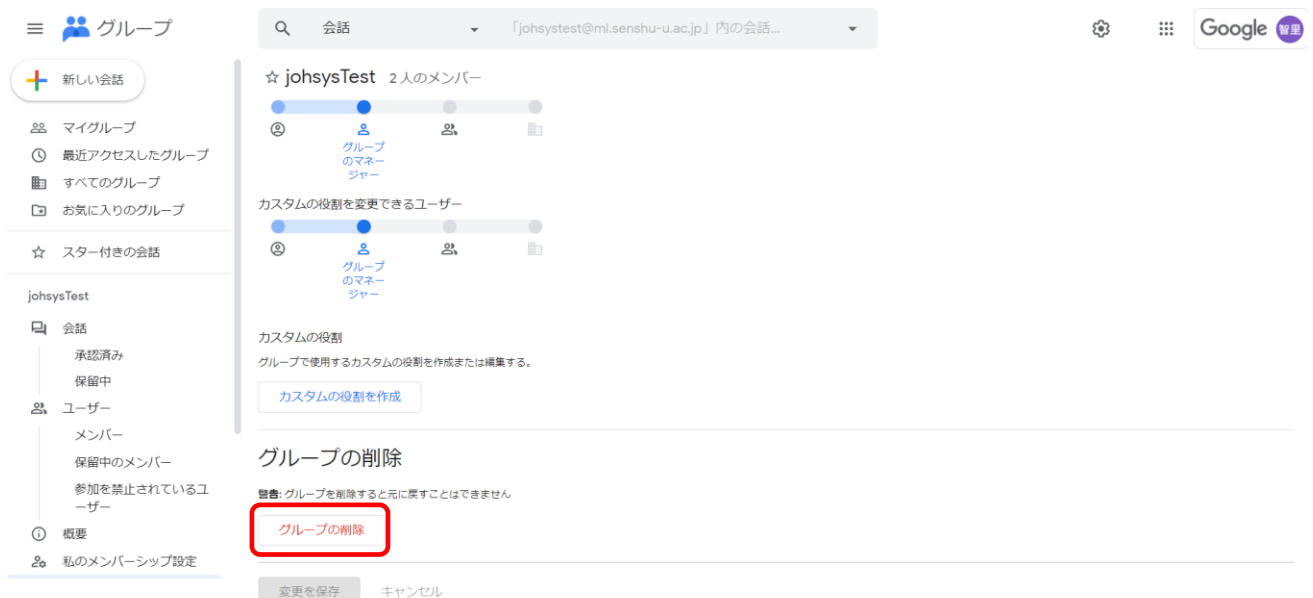 グループ
会話
「johsystest@ml.senshu-u.ac.jp」内の会話...
Google
智里
新しい会話
マイグループ
最近アクセスしたグループ
すべてのグループ
お気に入りのグループ
スター付きの会話
johsysTest
会話
承認済み
保留中
ユーザー
メンバー
保留中のメンバー
参加を禁止されているユ
ーザー
概要
私のメンバーシップ設定
johsysTest 2 人のメンバー
グループ
のマネー
ジャー
カスタムの役割を変更できるユーザー
グループ
のマネー
ジャー
カスタムの役割
グループで使用するカスタムの役割を作成または編集する。
カスタムの役割を作成
グループの削除
警告: グループを削除すると元に戻すことはできません
グループの削除
変更を保存 キャンセル